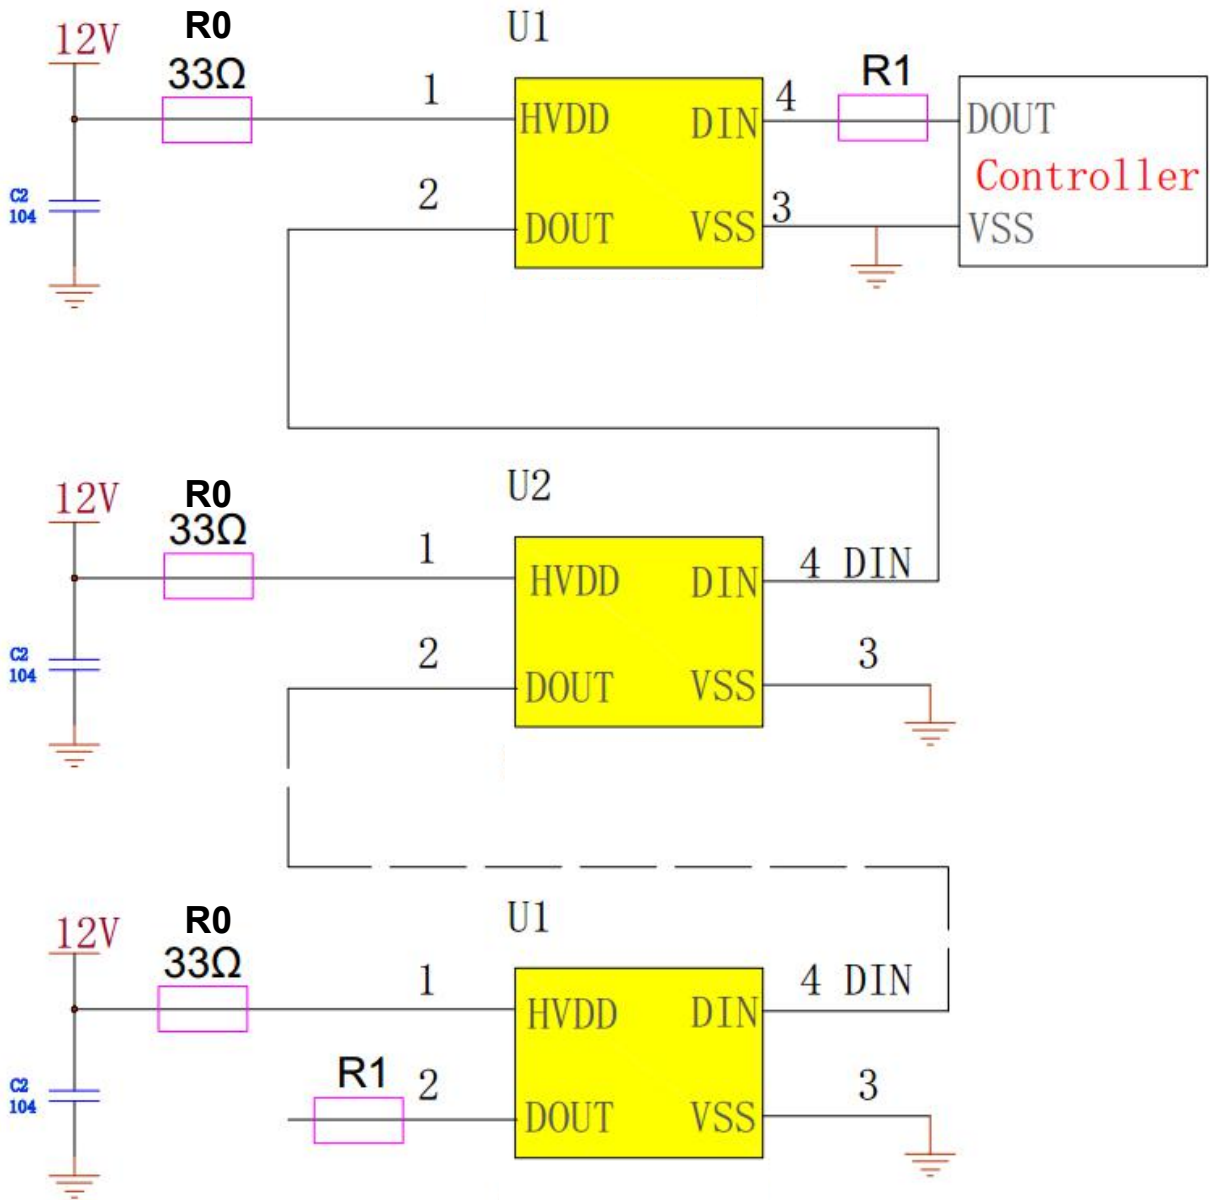 R0
U1
12V
33Ω
R1
1
4
HVDD
DIN
DOUT
Controller
C2
104
2
3
DOUT
VSS
VSS
U2
12V
R0
33Ω
1
4 DIN
HVDD
DIN
C2
104
2
3
DOUT
VSS
R0
U1
12V
33Ω
1
4 DIN
HVDD
DIN
R1
C2
104
2
3
DOUT
VSS